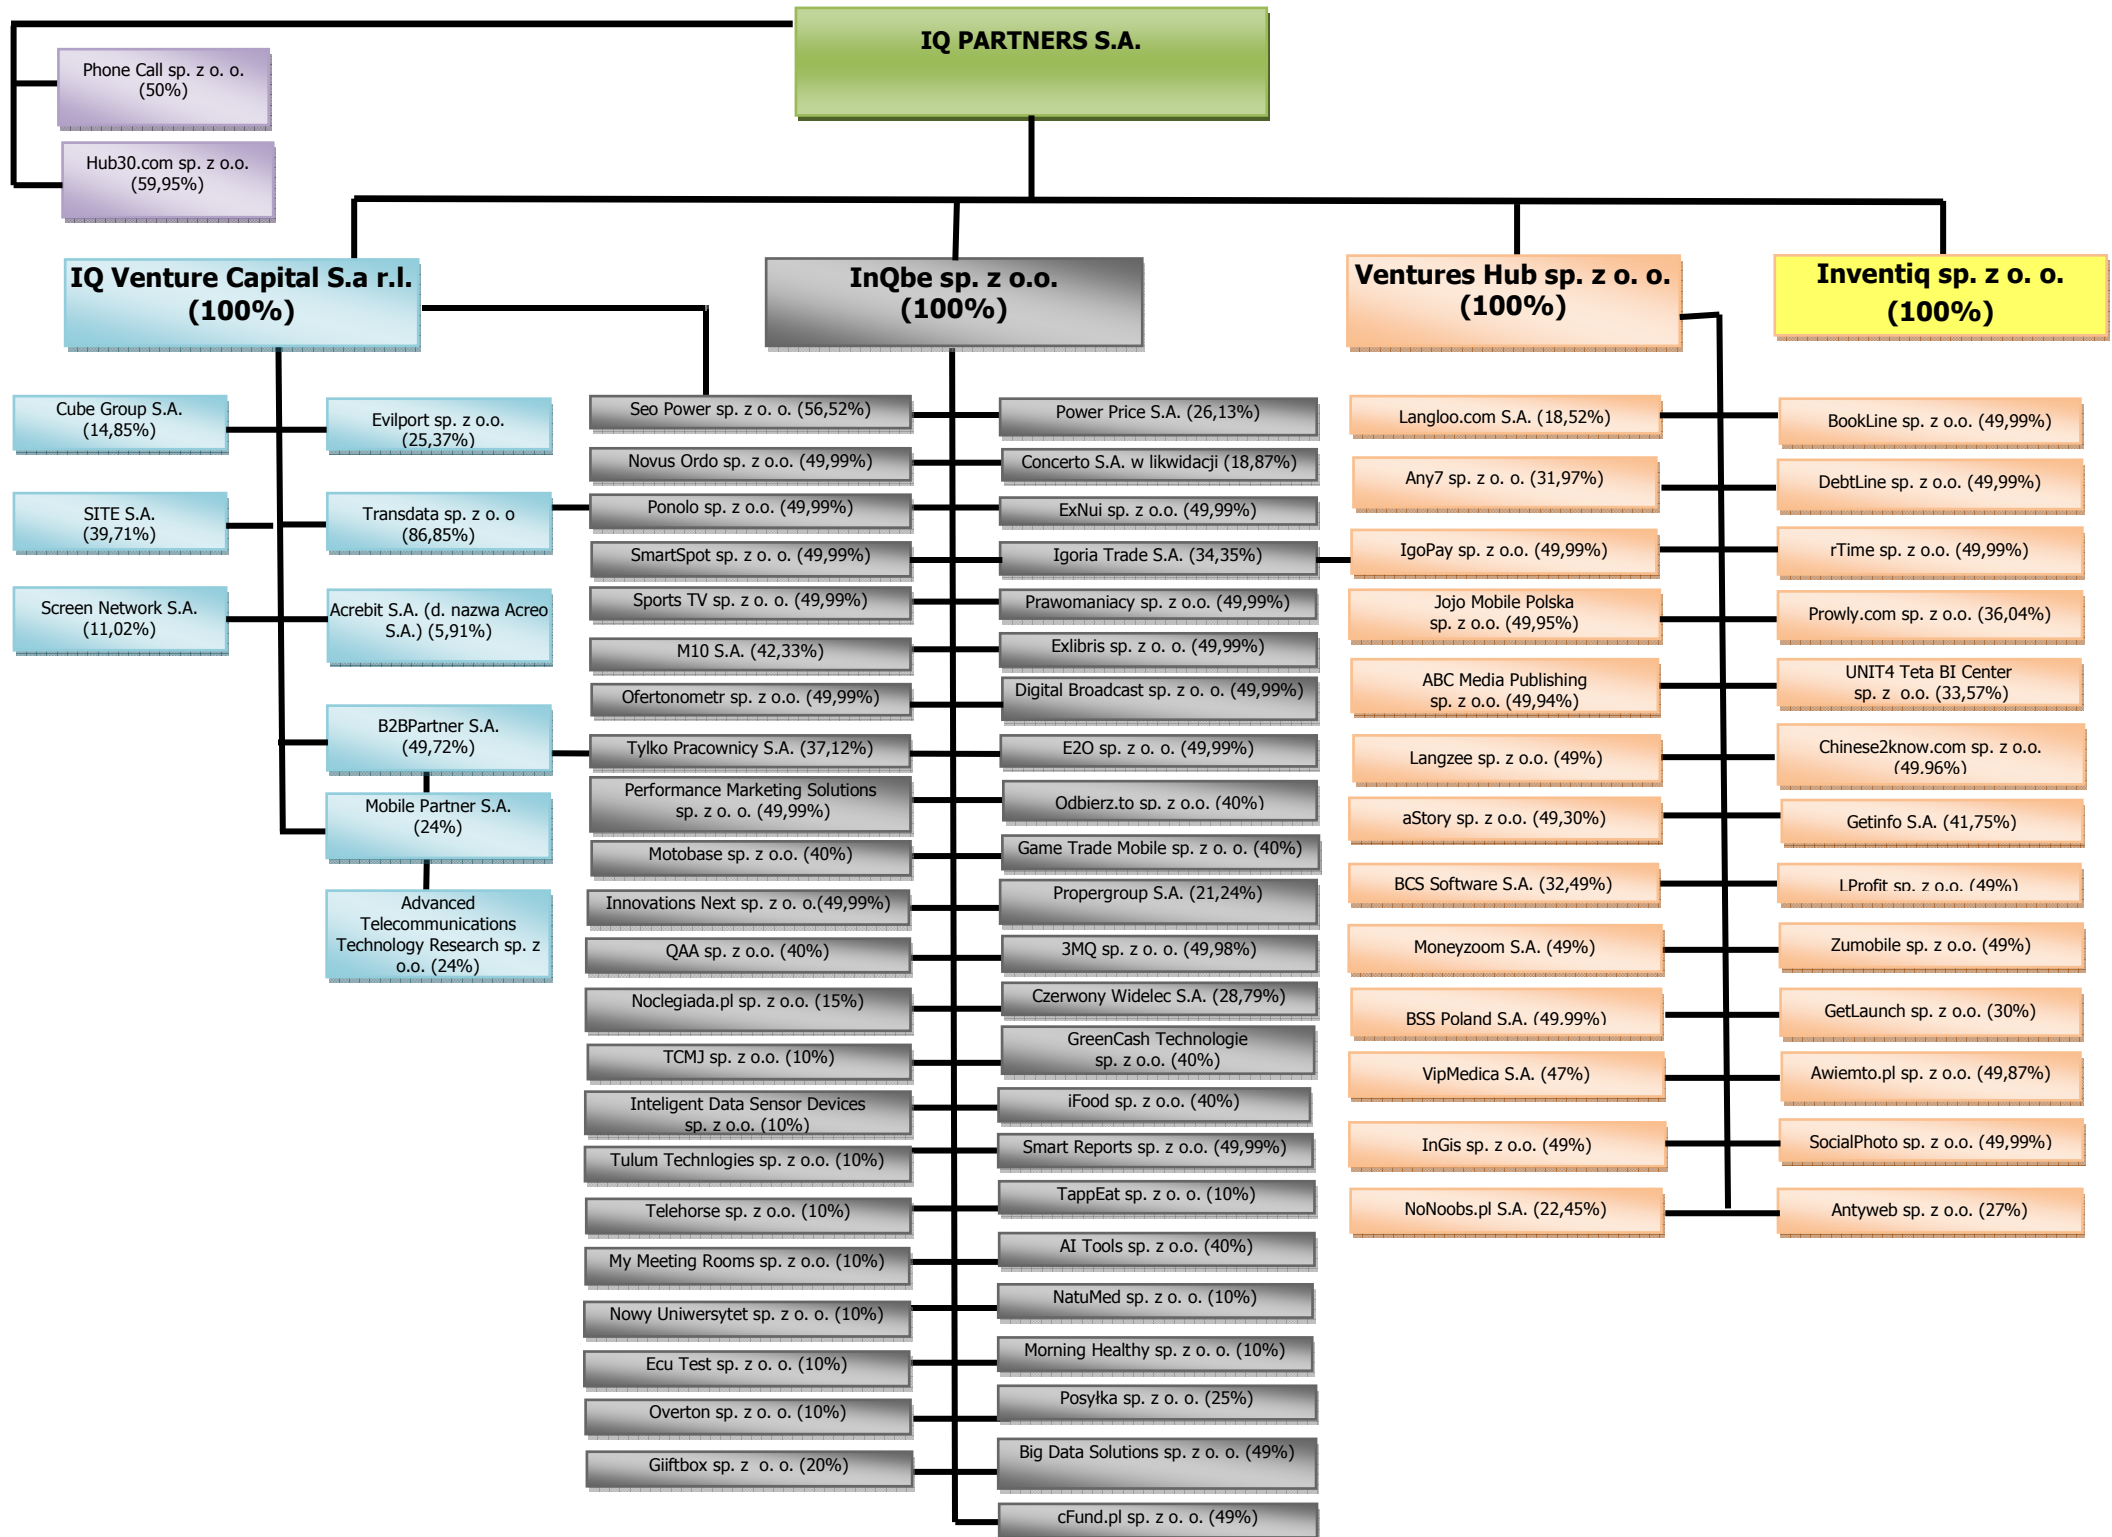 IQ PARTNERS S.A.
Phone Call sp. z o. o.
(50%)
Hub30.com sp. z o.o.
(59,95%)
IQ Venture Capital S.a r.l.
(100%)
InQbe sp. z o.o.
(100%)
Ventures Hub sp. z o. o.
(100%)
Inventiq sp. z o. o.
(100%)
Cube Group S.A.
(14,85%)
Evilport sp. z o.o.
(25,37%)
SITE S.A.
(39,71%)
Transdata sp. z o. o
(86,85%)
Screen Network S.A.
(11,02%)
Acrebit S.A. (d. nazwa Acreo
S.A.) (5,91%)
B2BPartner S.A.
(49,72%)
Mobile Partner S.A.
(24%)
Advanced
Telecommunications
Technology Research sp. z
o.o. (24%)
Seo Power sp. z o. o. (56,52%)
Novus Ordo sp. z o.o. (49,99%)
Ponolo sp. z o.o. (49,99%)
SmartSpot sp. z o. o. (49,99%)
Sports TV sp. z o. o. (49,99%)
M10 S.A. (42,33%)
Ofertonometr sp. z o.o. (49,99%)
Tylko Pracownicy S.A. (37,12%)
Performance Marketing Solutions
sp. z o. o. (49,99%)
Motobase sp. z o.o. (40%)
Innovations Next sp. z o. o.(49,99%)
QAA sp. z o.o. (40%)
Noclegiada.pl sp. z o.o. (15%)
TCMJ sp. z o.o. (10%)
Inteligent Data Sensor Devices
sp. z o.o. (10%)
Tulum Technlogies sp. z o.o. (10%)
Telehorse sp. z o.o. (10%)
My Meeting Rooms sp. z o.o. (10%)
Nowy Uniwersytet sp. z o. o. (10%)
Ecu Test sp. z o. o. (10%)
Overton sp. z o. o. (10%)
Giiftbox sp. z o. o. (20%)
Power Price S.A. (26,13%)
Concerto S.A. w likwidacji (18,87%)
ExNui sp. z o.o. (49,99%)
Igoria Trade S.A. (34,35%)
Prawomaniacy sp. z o.o. (49,99%)
Exlibris sp. z o. o. (49,99%)
Digital Broadcast sp. z o. o. (49,99%)
E2O sp. z o. o. (49,99%)
Odbierz.to sp. z o.o. (40%)
Game Trade Mobile sp. z o. o. (40%)
Propergroup S.A. (21,24%)
3MQ sp. z o. o. (49,98%)
Czerwony Widelec S.A. (28,79%)
GreenCash Technologie
sp. z o.o. (40%)
iFood sp. z o.o. (40%)
Smart Reports sp. z o.o. (49,99%)
TappEat sp. z o. o. (10%)
AI Tools sp. z o.o. (40%)
NatuMed sp. z o. o. (10%)
Morning Healthy sp. z o. o. (10%)
Posyłka sp. z o. o. (25%)
Big Data Solutions sp. z o. o. (49%)
cFund.pl sp. z o. o. (49%)
Langloo.com S.A. (18,52%)
Any7 sp. z o. o. (31,97%)
IgoPay sp. z o.o. (49,99%)
Jojo Mobile Polska
sp. z o.o. (49,95%)
ABC Media Publishing
sp. z o.o. (49,94%)
Langzee sp. z o.o. (49%)
aStory sp. z o.o. (49,30%)
BCS Software S.A. (32,49%)
Moneyzoom S.A. (49%)
BSS Poland S.A. (49,99%)
VipMedica S.A. (47%)
InGis sp. z o.o. (49%)
NoNoobs.pl S.A. (22,45%)
BookLine sp. z o.o. (49,99%)
DebtLine sp. z o.o. (49,99%)
rTime sp. z o.o. (49,99%)
Prowly.com sp. z o.o. (36,04%)
UNIT4 Teta BI Center
sp. z o.o. (33,57%)
Chinese2know.com sp. z o.o.
(49,96%)
Getinfo S.A. (41,75%)
LProfit sp. z o.o. (49%)
Zumobile sp. z o.o. (49%)
GetLaunch sp. z o.o. (30%)
Awiemto.pl sp. z o.o. (49,87%)
SocialPhoto sp. z o.o. (49,99%)
Antyweb sp. z o.o. (27%)